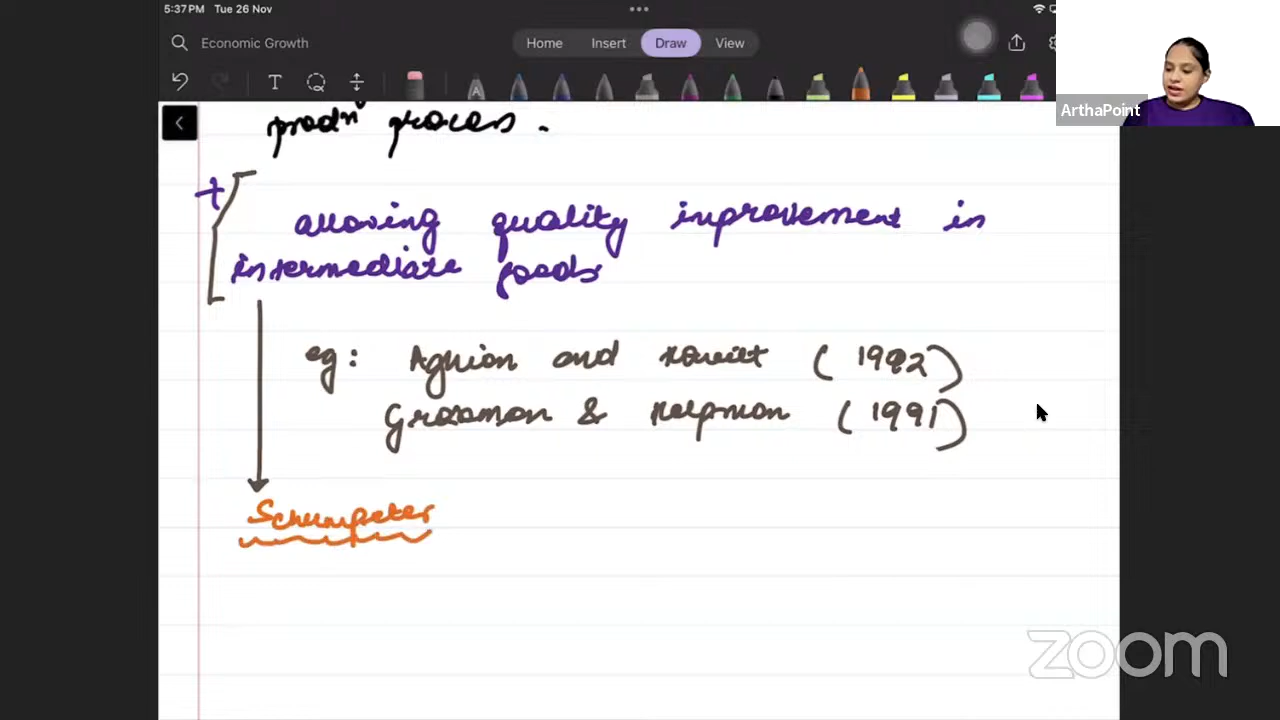 5:37 PM Tue 26 Nov
Economic Growth
Home Insert Draw View
T
A
ArthaPoint
prodnⁿ process.
+
allowing quality improvement in
intermediate goods
eg: Aghion and Howitt (1992)
Grossman & Helpman (1991)
Schumpeter
zoom